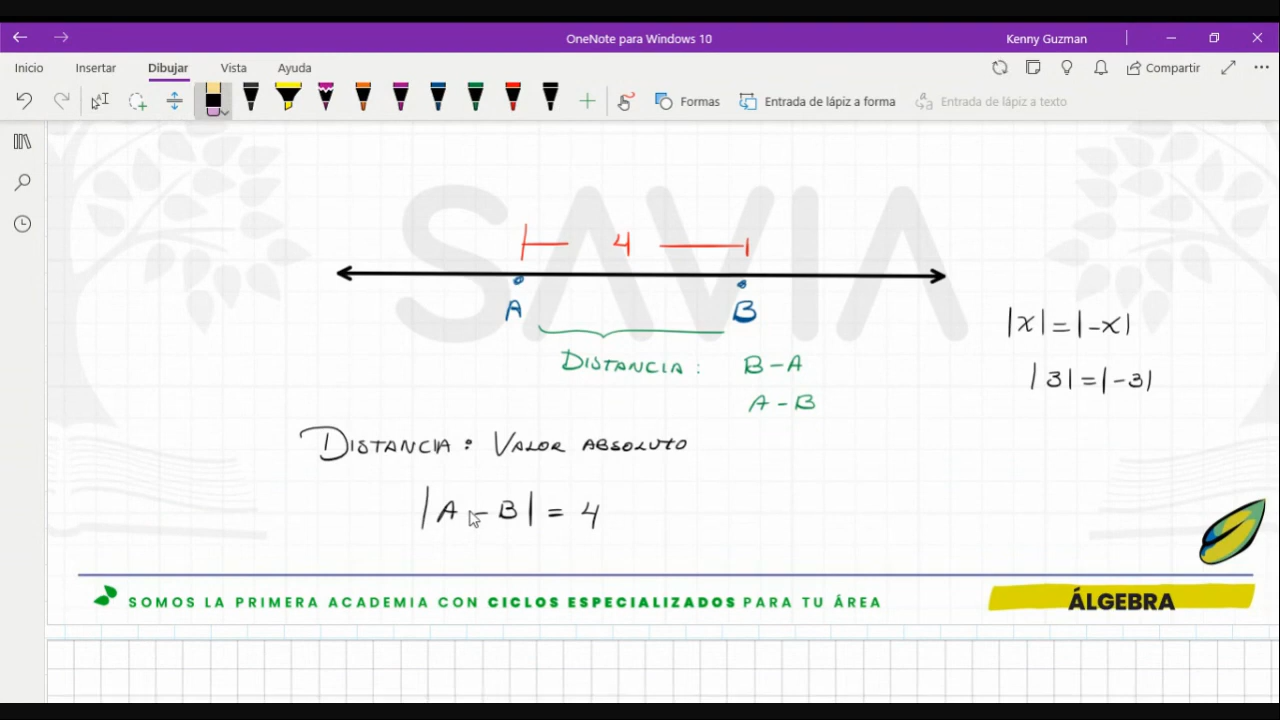 OneNote para Windows 10
Kenny Guzman
Inicio Insertar Dibujar Vista Ayuda
Compartir
Formas Entrada de lápiz a forma Entrada de lápiz a texto
SAVIA
4
A B
|x|=|-x|
DISTANCIA: B-A
|3|=|-3|
A-B
DISTANCIA: VALOR ABSOLUTO
|A-B|=4
SOMOS LA PRIMERA ACADEMIA CON CICLOS ESPECIALIZADOS PARA TU ÁREA
ÁLGEBRA